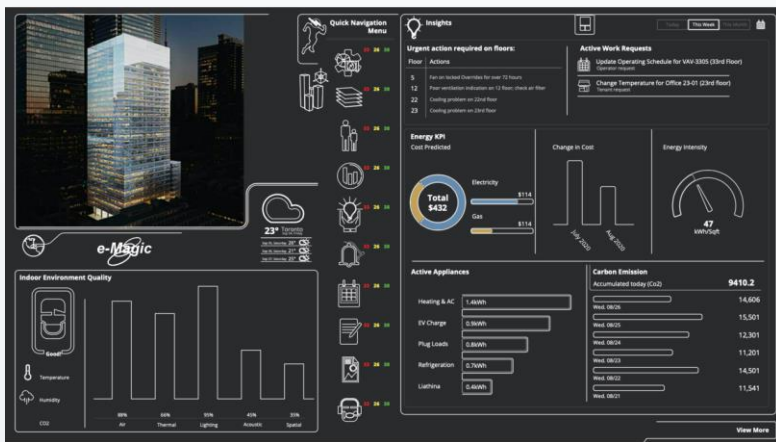 23°
Toronto
e-Magic
Indoor Environment Quality
Good!
Temperature
Humidity
CO2
88%
66%
95%
45%
35%
Air
Thermal
Lighting
Acoustic
Spatial
Quick Navigation
Menu
Insights
Today
This Week
This Month
Urgent action required on floors:
Floor Actions
5 Fan on locked Overrides for over 72 hours
12 Poor ventilation indication on 12 floor; check air filter
22 Cooling problem on 22nd floor
23 Cooling problem on 23rd floor
Active Work Requests
Update Operating Schedule for VAV-3305 (33rd Floor)
Operator request
Change Temperature for Office 23-01 (23rd floor)
Tenant request
Energy KPI
Cost Predicted
Total
$432
Electricity
$114
Gas
$114
Change in Cost
July 2020
Aug 2020
Energy Intensity
47
kWh/Sqft
Active Appliances
Heating & AC 1.4kWh
EV Charge 0.9kWh
Plug Loads 0.8kWh
Refrigeration 0.7kWh
Liathina 0.4kWh
Carbon Emission
Accumulated today (Co2) 9410.2
14,606
Wed. 08/26
15,501
Wed. 08/25
12,301
Wed. 08/24
11,201
Wed. 08/23
14,501
Wed. 08/22
11,541
Wed. 08/21
View More